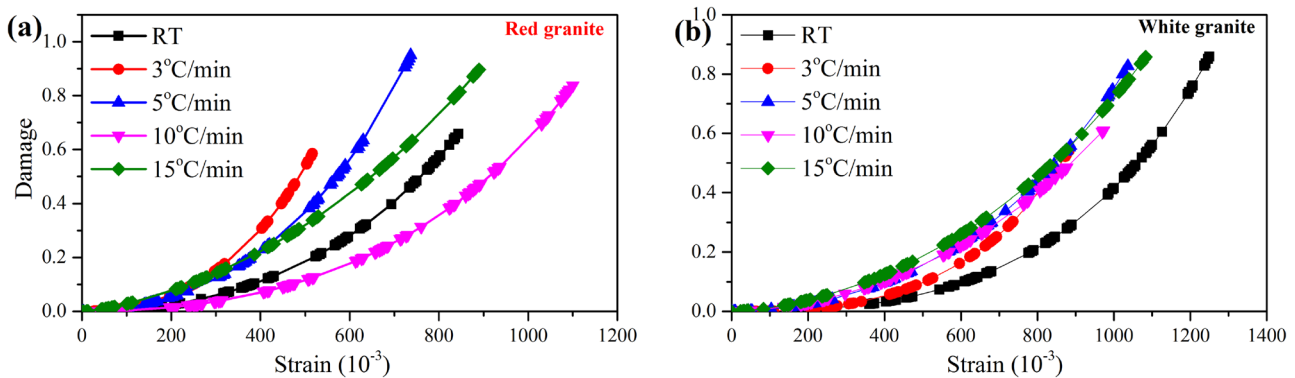 (a)
Red granite
RT
3°C/min
5°C/min
10°C/min
15°C/min
Damage
1.0
0.8
0.6
0.4
0.2
0.0
0 200 400 600 800 1000 1200
Strain (10⁻³)
(b)
White granite
RT
3°C/min
5°C/min
10°C/min
15°C/min
1.0
0.8
0.6
0.4
0.2
0.0
0 200 400 600 800 1000 1200 1400
Strain (10⁻³)